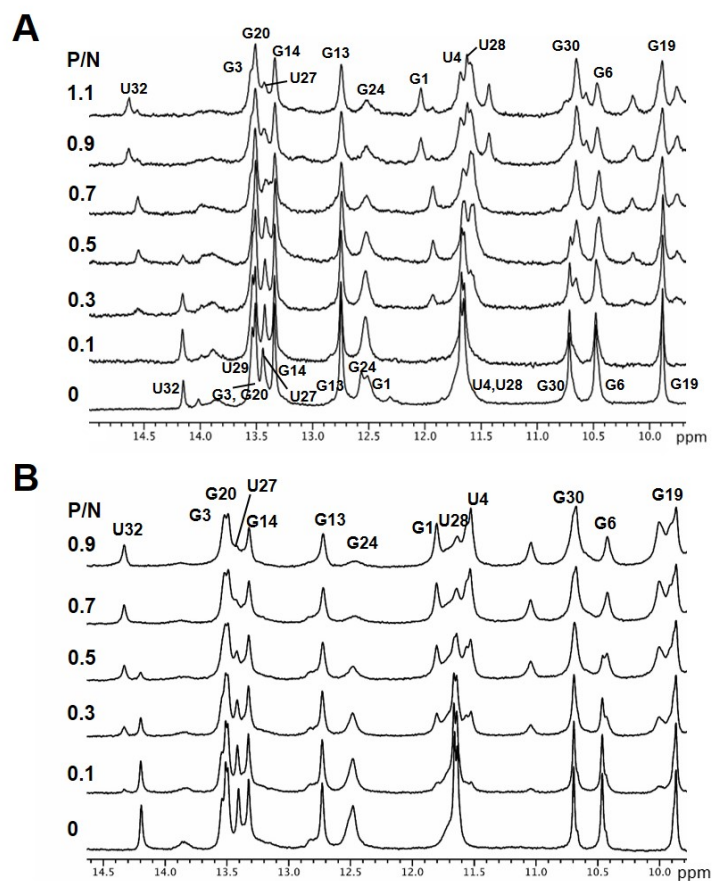 A
P/N
G20
G3
U27
G14
G13
G24
G1
U4
U28
G30
G6
G19
U32
1.1
0.9
0.7
0.5
0.3
0.1
0
U32
U29
G3, G20
U27
G14
G13
G24
G1
U4,U28
G30
G6
G19
14.5 14.0 13.5 13.0 12.5 12.0 11.5 11.0 10.5 10.0 ppm
B
P/N
U32
G3
G20
U27
G14
G13
G24
G1
U28
U4
G30
G6
G19
0.9
0.7
0.5
0.3
0.1
0
14.5 14.0 13.5 13.0 12.5 12.0 11.5 11.0 10.5 10.0 ppm